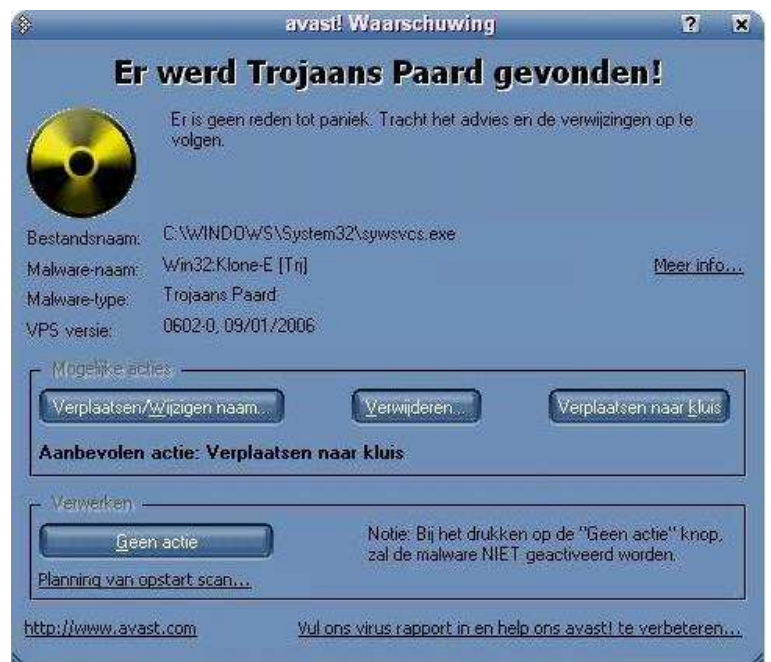 avast! Waarschuwing
Er werd Trojaans Paard gevonden!
Er is geen reden tot paniek. Tracht het advies en de verwijzingen op te
volgen.
Bestandsnaam: C:\WINDOWS\System32\sywsvcs.exe
Malware-naam: Win32:Klone-E [Trj]
Meer info...
Malware-type: Trojaans Paard
VPS versie: 0602-0, 09/01/2006
Mogelijke acties
Verplaatsen/Wijzigen naam... Verwijderen... Verplaatsen naar kluis
Aanbevolen actie: Verplaatsen naar kluis
Verwerken
Geen actie
Notie: Bij het drukken op de "Geen actie" knop,
zal de malware NIET geactiveerd worden.
Planning van opstart scan...
http://www.avast.com Vul ons virus rapport in en help ons avast! te verbeteren...